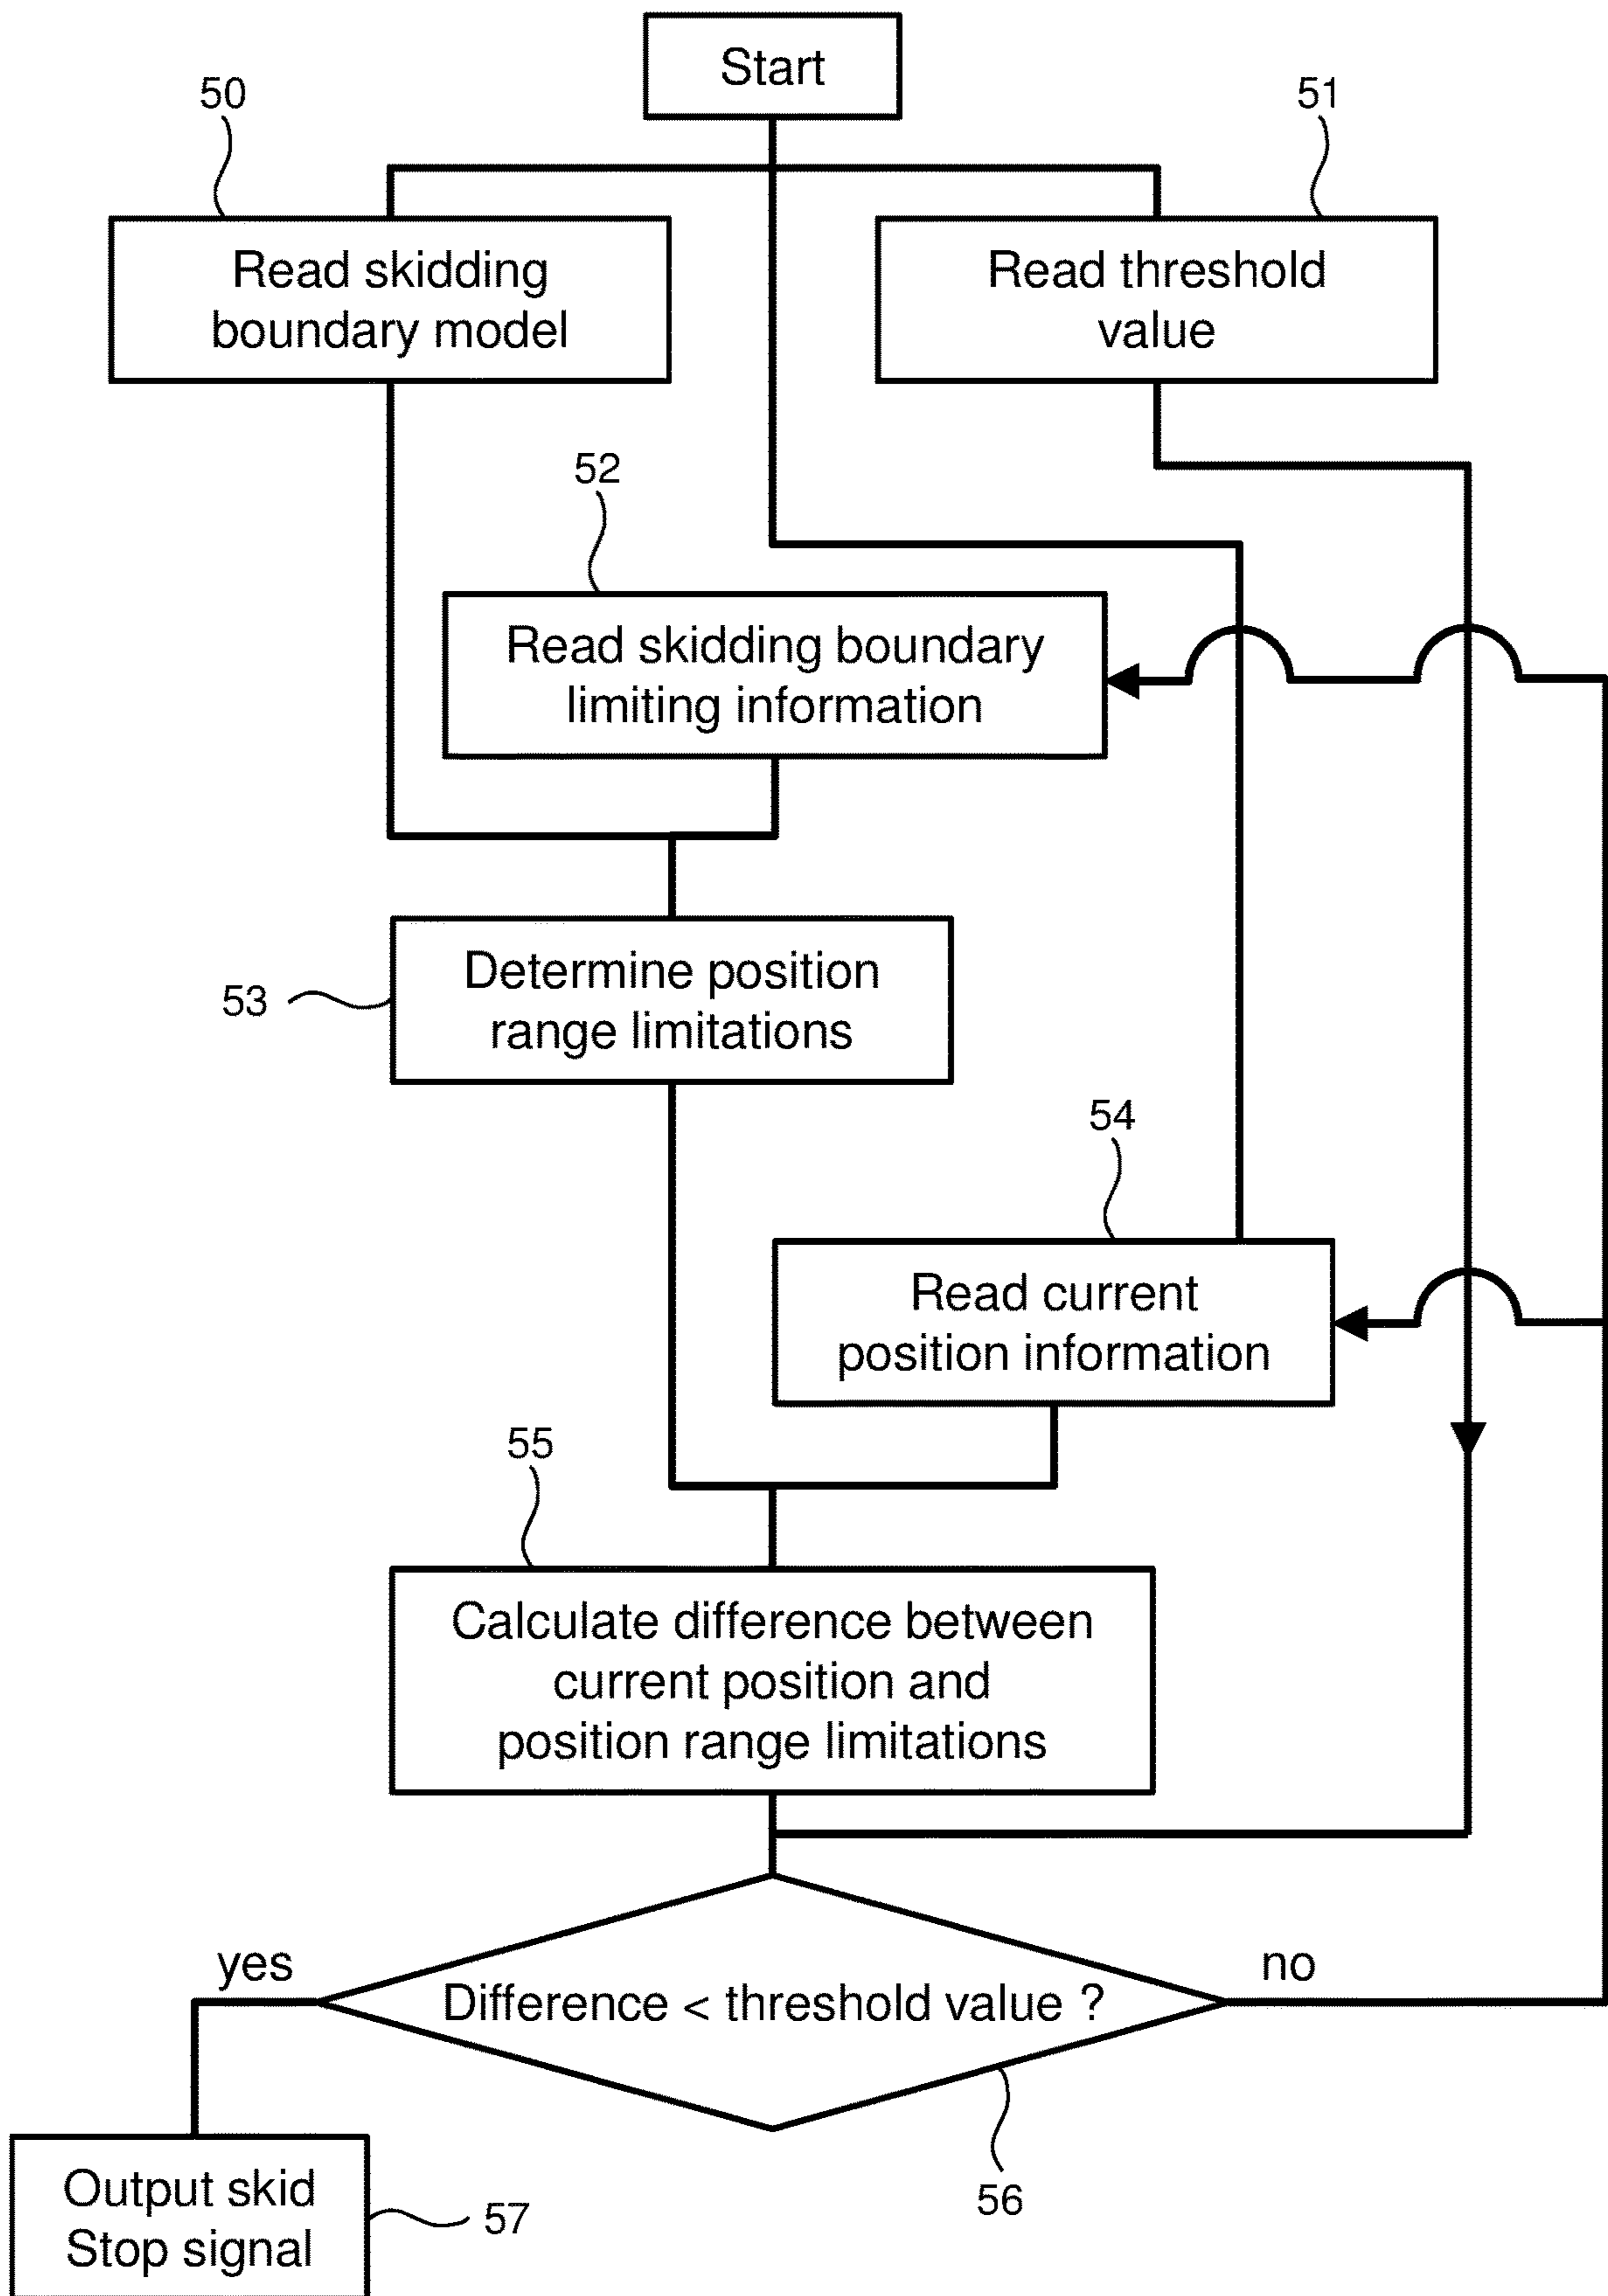 Start
50
51
Read skidding
boundary model
Read threshold
value
52
Read skidding boundary
limiting information
53
Determine position
range limitations
54
Read current
position information
55
Calculate difference between
current position and
position range limitations
yes
no
Difference < threshold value ?
56
Output skid
Stop signal
57